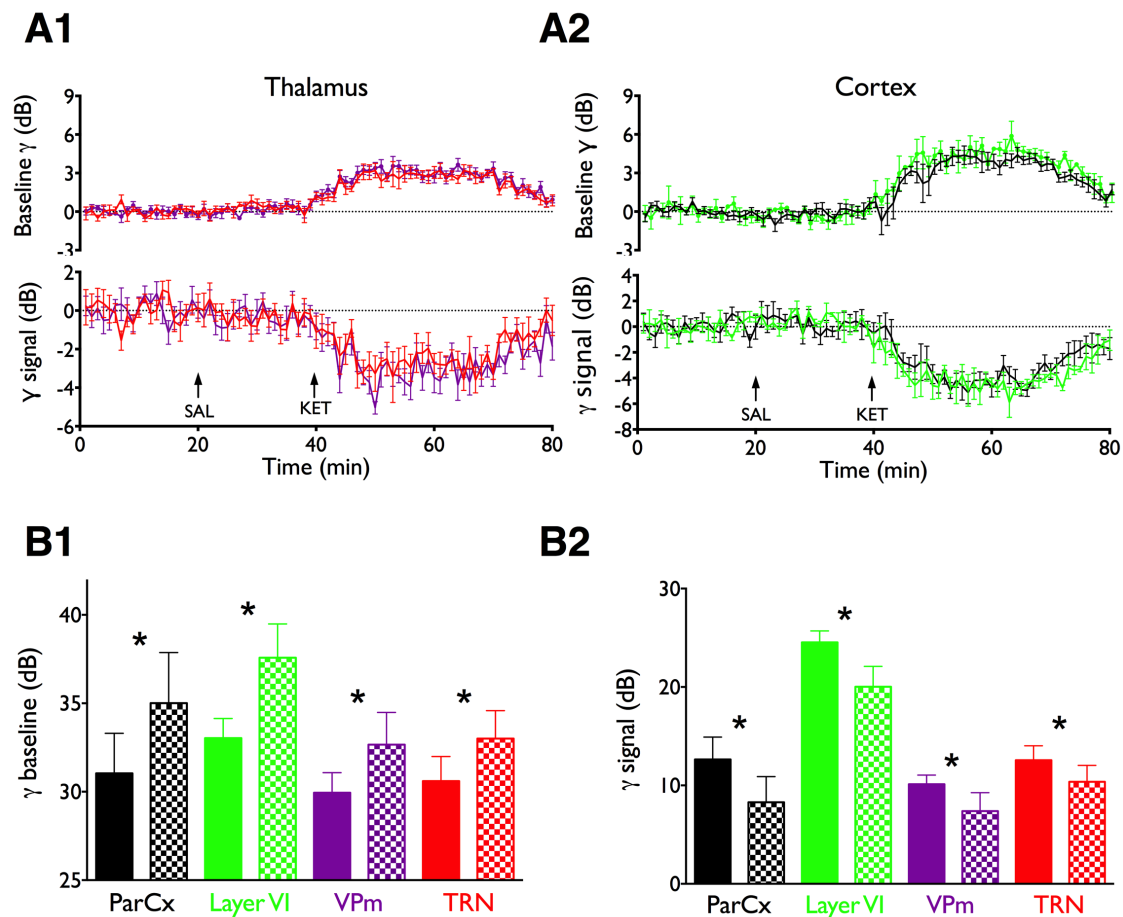 A1
A2
Thalamus
Cortex
Baseline γ (dB)
9
6
3
0
-3
Baseline γ (dB)
9
6
3
0
-3
γ signal (dB)
2
0
-2
-4
-6
SAL
KET
0
20
40
60
80
Time (min)
γ signal (dB)
4
2
0
-2
-4
-6
-8
SAL
KET
0
20
40
60
80
Time (min)
B1
B2
γ baseline (dB)
40
35
30
25
*
*
*
*
ParCx
Layer VI
VPm
TRN
γ signal (dB)
30
20
10
0
*
*
*
*
ParCx
Layer VI
VPm
TRN